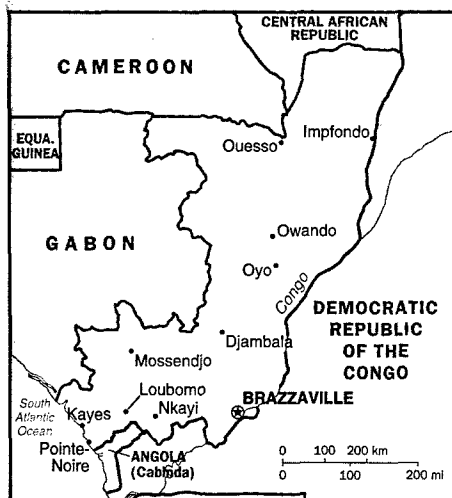 CENTRAL AFRICAN
REPUBLIC
CAMEROON
EQUA.
GUINEA
Ouesso
Impfondo
GABON
Owando
Oyo
Congo
DEMOCRATIC
REPUBLIC
OF THE
CONGO
Djambala
Mossendjo
South
Atlantic
Ocean
Loubomo
Kayes
Nkayi
BRAZZAVILLE
Pointe-
Noire
ANGOLA
(Cabinda)
0 100 200 km
0 100 200 mi